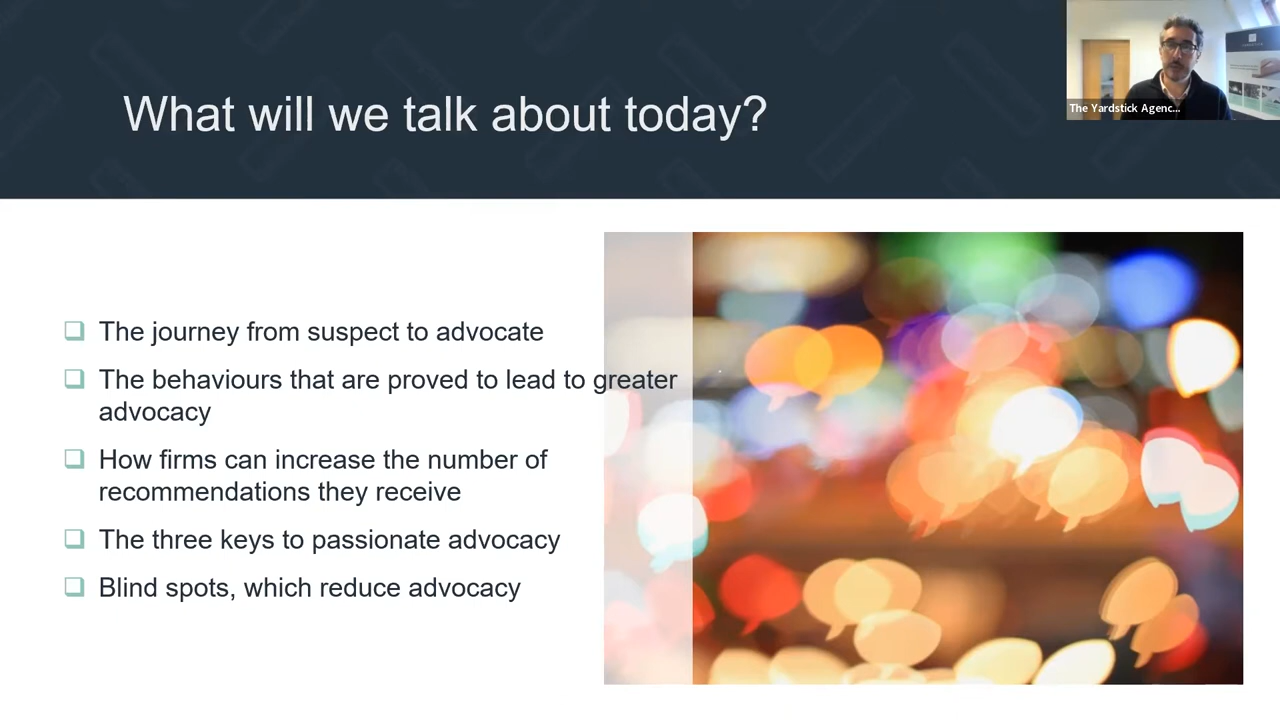 What will we talk about today?
The Yardstick Agenc...
The journey from suspect to advocate
The behaviours that are proved to lead to greater
advocacy
How firms can increase the number of
recommendations they receive
The three keys to passionate advocacy
Blind spots, which reduce advocacy